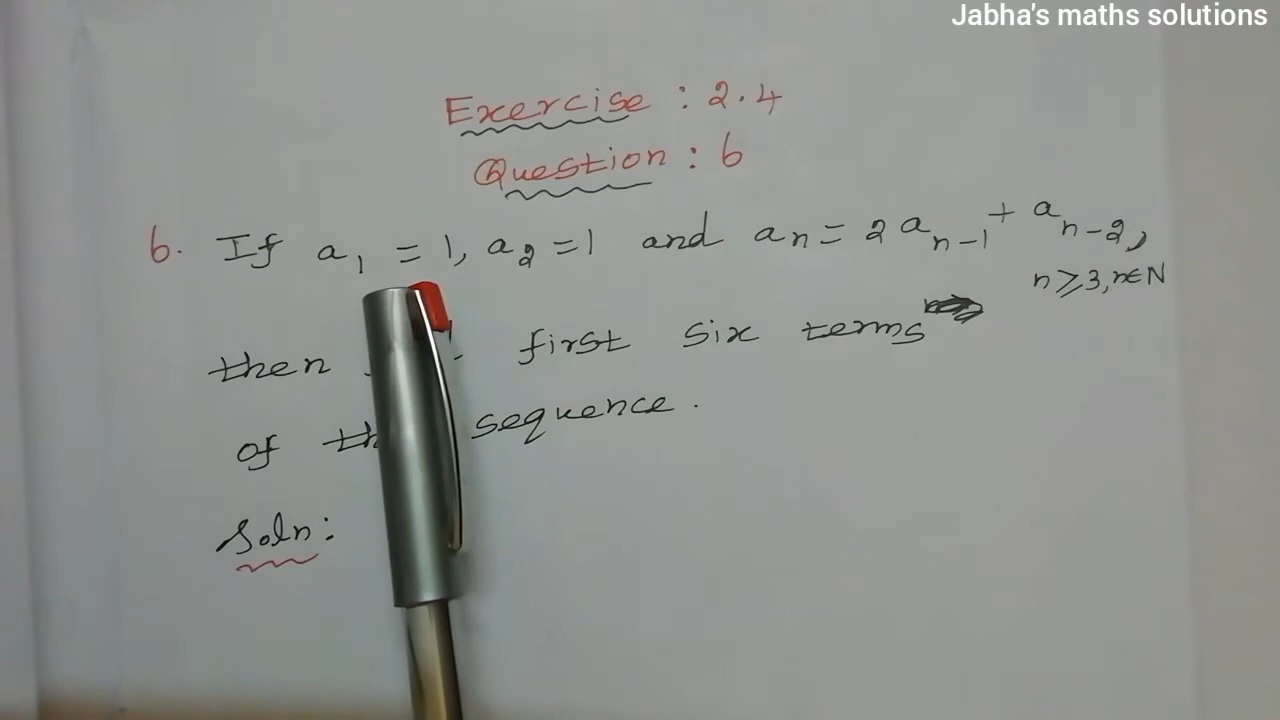 Jabha's maths solutions
Exercise : 2.4
Question : 6
6. If a₁ = 1, a₂ = 1 and aₙ = 2aₙ₋₁ + aₙ₋₂,
n ≥ 3, n ∈ N
then first six terms
of sequence.
Soln: